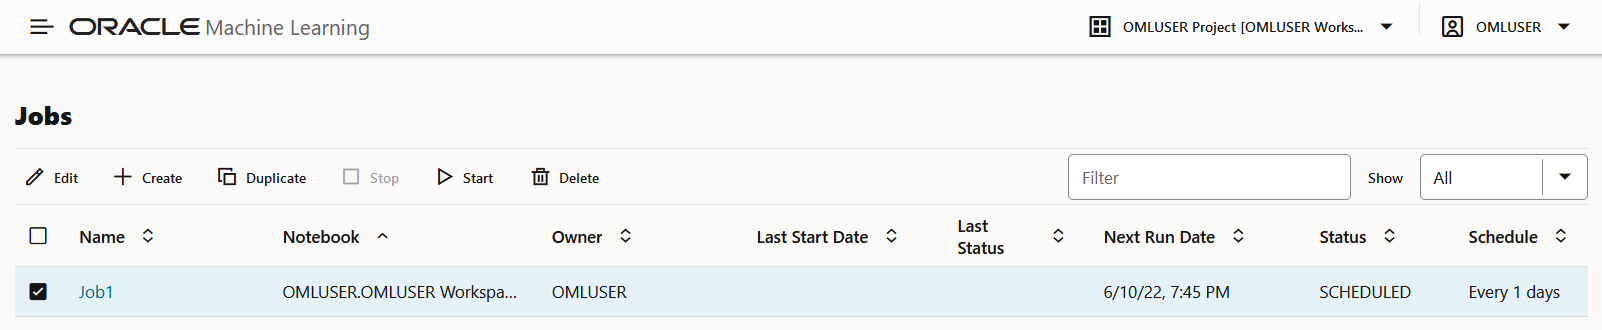 ORACLE Machine Learning OMLUSER Project [OMLUSER Works... OMLUSER
Jobs
Edit Create Duplicate Stop Start Delete Filter Show All
Name Notebook Owner Last Start Date Last Status Next Run Date Status Schedule
Job1 OMLUSER.OMLUSER Workspa... OMLUSER 6/10/22, 7:45 PM SCHEDULED Every 1 days